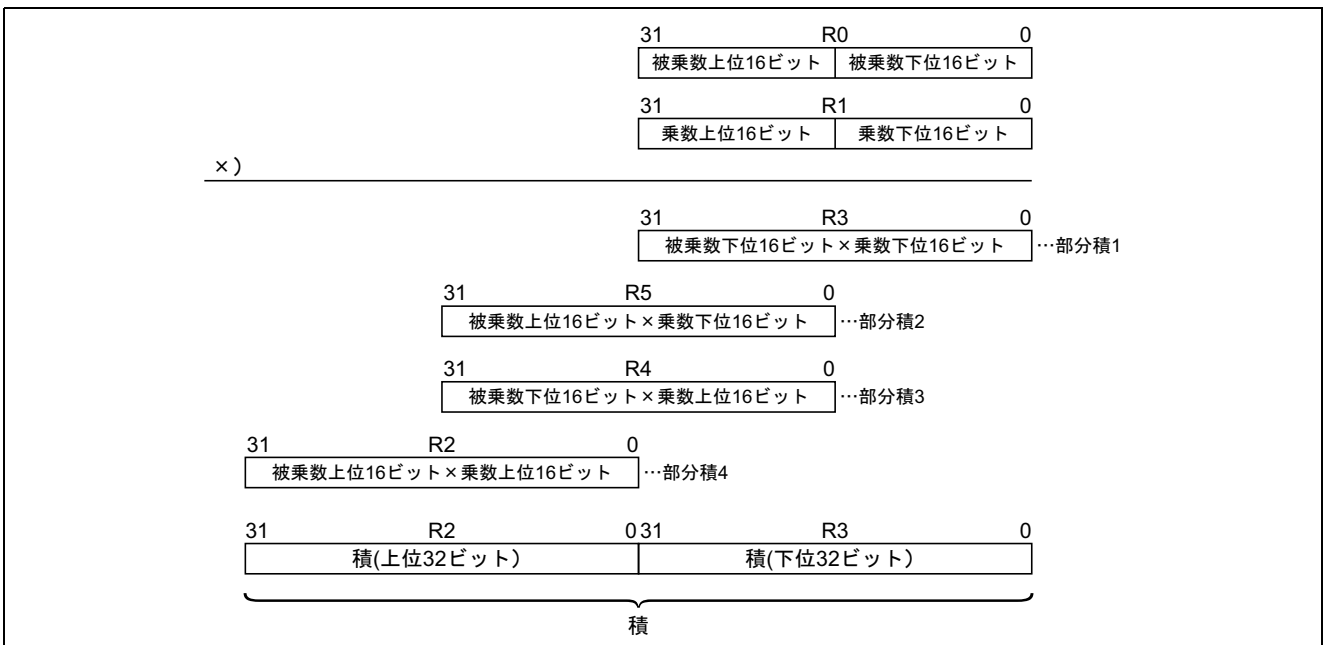 31 R0 0
被乗数上位16ビット 被乗数下位16ビット
31 R1 0
乗数上位16ビット 乗数下位16ビット
×)
31 R3 0
被乗数下位16ビット×乗数下位16ビット …部分積1
31 R5 0
被乗数上位16ビット×乗数下位16ビット …部分積2
31 R4 0
被乗数下位16ビット×乗数上位16ビット …部分積3
31 R2 0
被乗数上位16ビット×乗数上位16ビット …部分積4
31 R2 0 31 R3 0
積(上位32ビット) 積(下位32ビット)
積